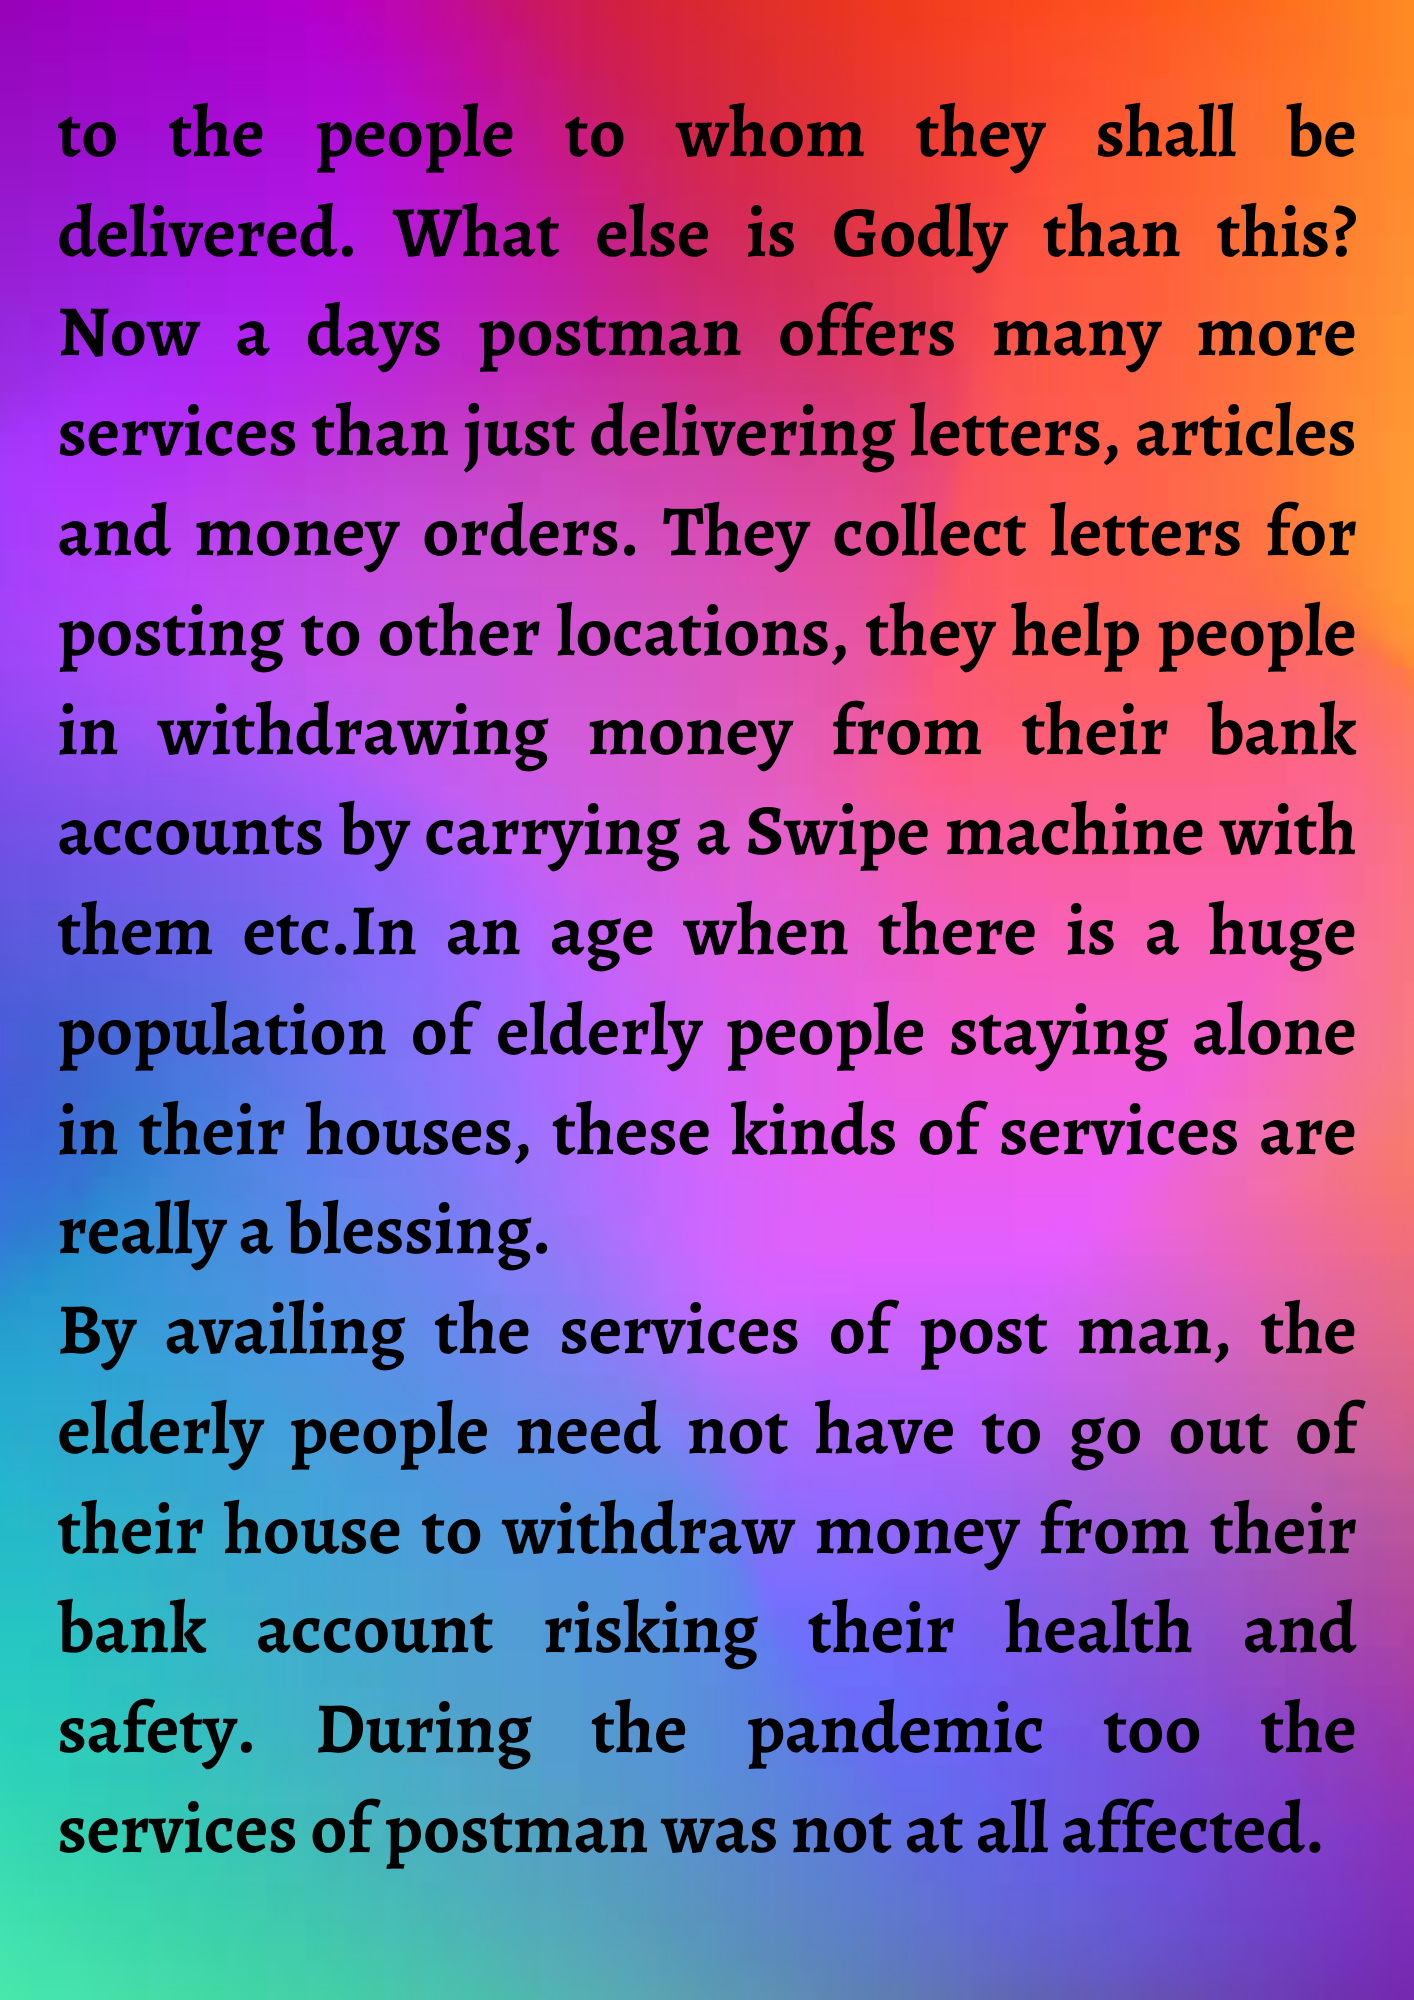 to the people to whom they shall be
delivered. What else is Godly than this?
Now a days postman offers many more
services than just delivering letters, articles
and money orders. They collect letters for
posting to other locations, they help people
in withdrawing money from their bank
accounts by carrying a Swipe machine with
them etc.In an age when there is a huge
population of elderly people staying alone
in their houses, these kinds of services are
really a blessing.
By availing the services of post man, the
elderly people need not have to go out of
their house to withdraw money from their
bank account risking their health and
safety. During the pandemic too the
services of postman was not at all affected.